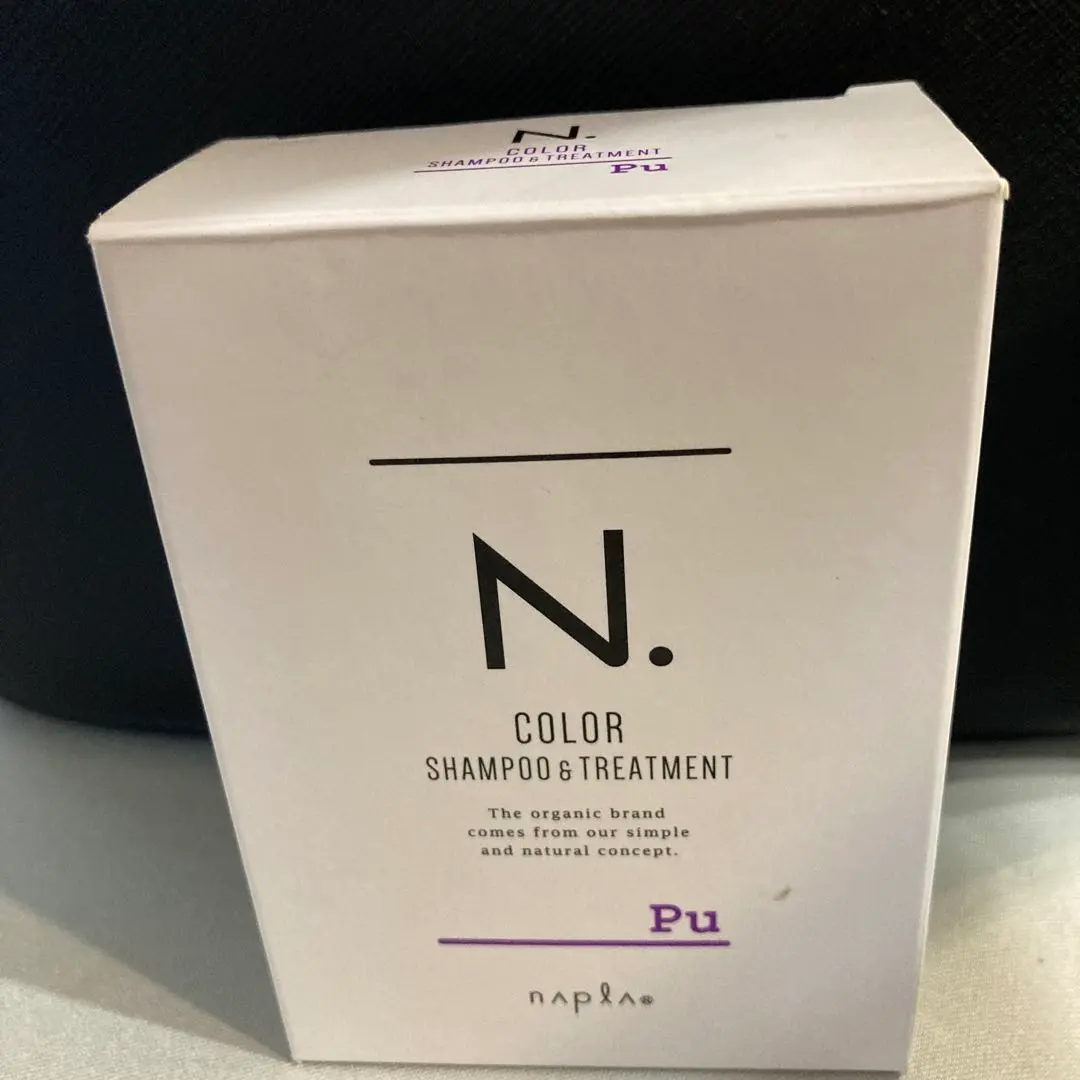 N.
COLOR
SHAMPOO & TREATMENT
Pu
N.
COLOR
SHAMPOO & TREATMENT
The organic brand
comes from our simple
and natural concept.
Pu
napla®